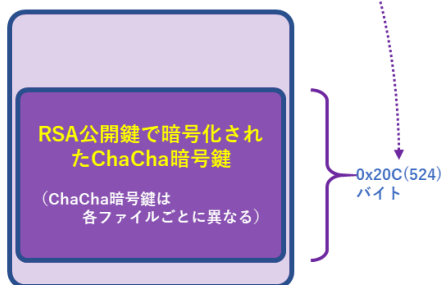 RSA公開鍵で暗号化され
たChaCha暗号鍵
（ChaCha暗号鍵は
各ファイルごとに異なる）
0x20C(524)
バイト